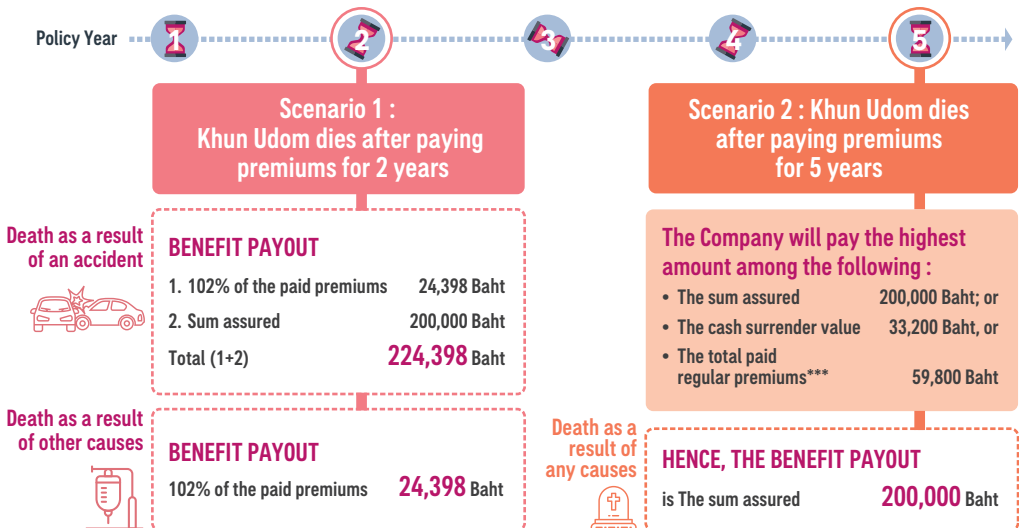 Policy Year 1 2 3 4 5
Scenario 1 :
Khun Udom dies after paying
premiums for 2 years
Death as a result
of an accident
BENEFIT PAYOUT
1. 102% of the paid premiums 24,398 Baht
2. Sum assured 200,000 Baht
Total (1+2) 224,398 Baht
Death as a result
of other causes
BENEFIT PAYOUT
102% of the paid premiums 24,398 Baht
Scenario 2 : Khun Udom dies
after paying premiums
for 5 years
The Company will pay the highest
amount among the following :
• The sum assured 200,000 Baht; or
• The cash surrender value 33,200 Baht, or
• The total paid
regular premiums*** 59,800 Baht
Death as a
result of
any causes
HENCE, THE BENEFIT PAYOUT
is The sum assured 200,000 Baht